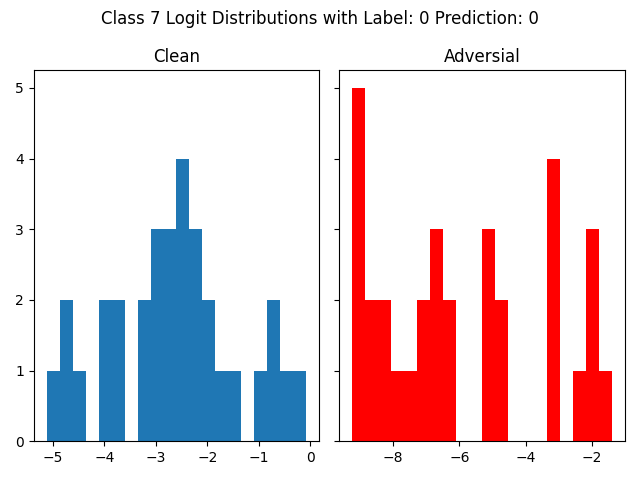 Class 7 Logit Distributions with Label: 0 Prediction: 0
Clean
Adversial
5
4
3
2
1
0
−5 −4 −3 −2 −1 0
−8 −6 −4 −2